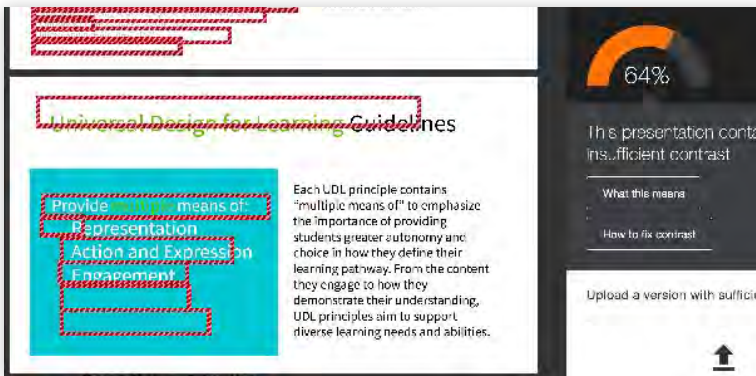 Universal Design for Learning Guidelines
Provide multiple means of:
Representation
Action and Expression
Engagement
Each UDL principle contains
"multiple means of" to emphasize
the importance of providing
students greater autonomy and
choice in how they define their
learning pathway. From the content
they engage to how they
demonstrate their understanding,
UDL principles aim to support
diverse learning needs and abilities.
64%
This presentation conta
insufficient contrast
What this means
How to fix contrast
Upload a version with suffici